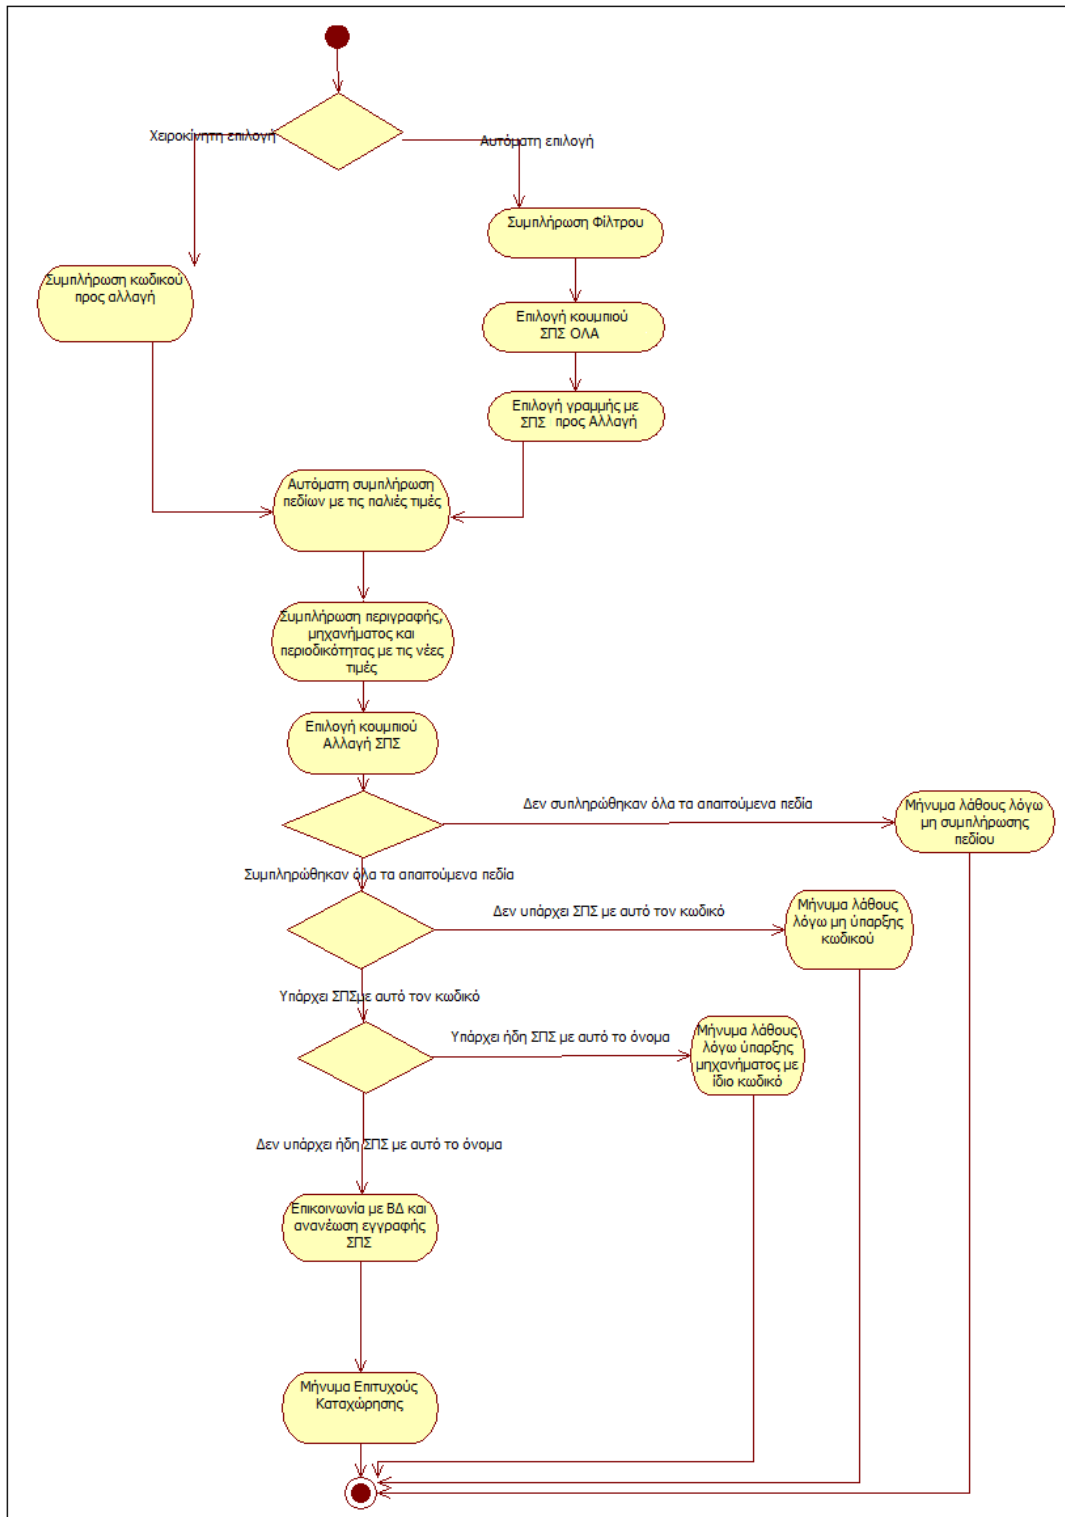 Χειροκίνητη επιλογή
Αυτόματη επιλογή
Συμπλήρωση Φίλτρου
Συμπλήρωση κωδικού
προς αλλαγή
Επιλογή κουμπιού
ΣΠΣ ΟΛΑ
Επιλογή γραμμής με
ΣΠΣ προς Αλλαγή
Αυτόματη συμπλήρωση
πεδίων με τις παλιές τιμές
Συμπλήρωση περιγραφής,
μηχανήματος και
περιοδικότητας με τις νέες
τιμές
Επιλογή κουμπιού
Αλλαγή ΣΠΣ
Δεν συπληρώθηκαν όλα τα απαιτούμενα πεδία
Μήνυμα λάθους λόγω
μη συμπλήρωσης
πεδίου
Συμπληρώθηκαν όλα τα απαιτούμενα πεδία
Δεν υπάρχει ΣΠΣ με αυτό τον κωδικό
Μήνυμα λάθους
λόγω μη ύπαρξης
κωδικού
Υπάρχει ΣΠΣμε αυτό τον κωδικό
Υπάρχει ήδη ΣΠΣ με αυτό το όνομα
Μήνυμα λάθους
λόγω ύπαρξης
μηχανήματος με
ίδιο κωδικό
Δεν υπάρχει ήδη ΣΠΣ με αυτό το όνομα
Επικοινωνία με ΒΔ και
ανανέωση εγγραφής
ΣΠΣ
Μήνυμα Επιτυχούς
Καταχώρησης